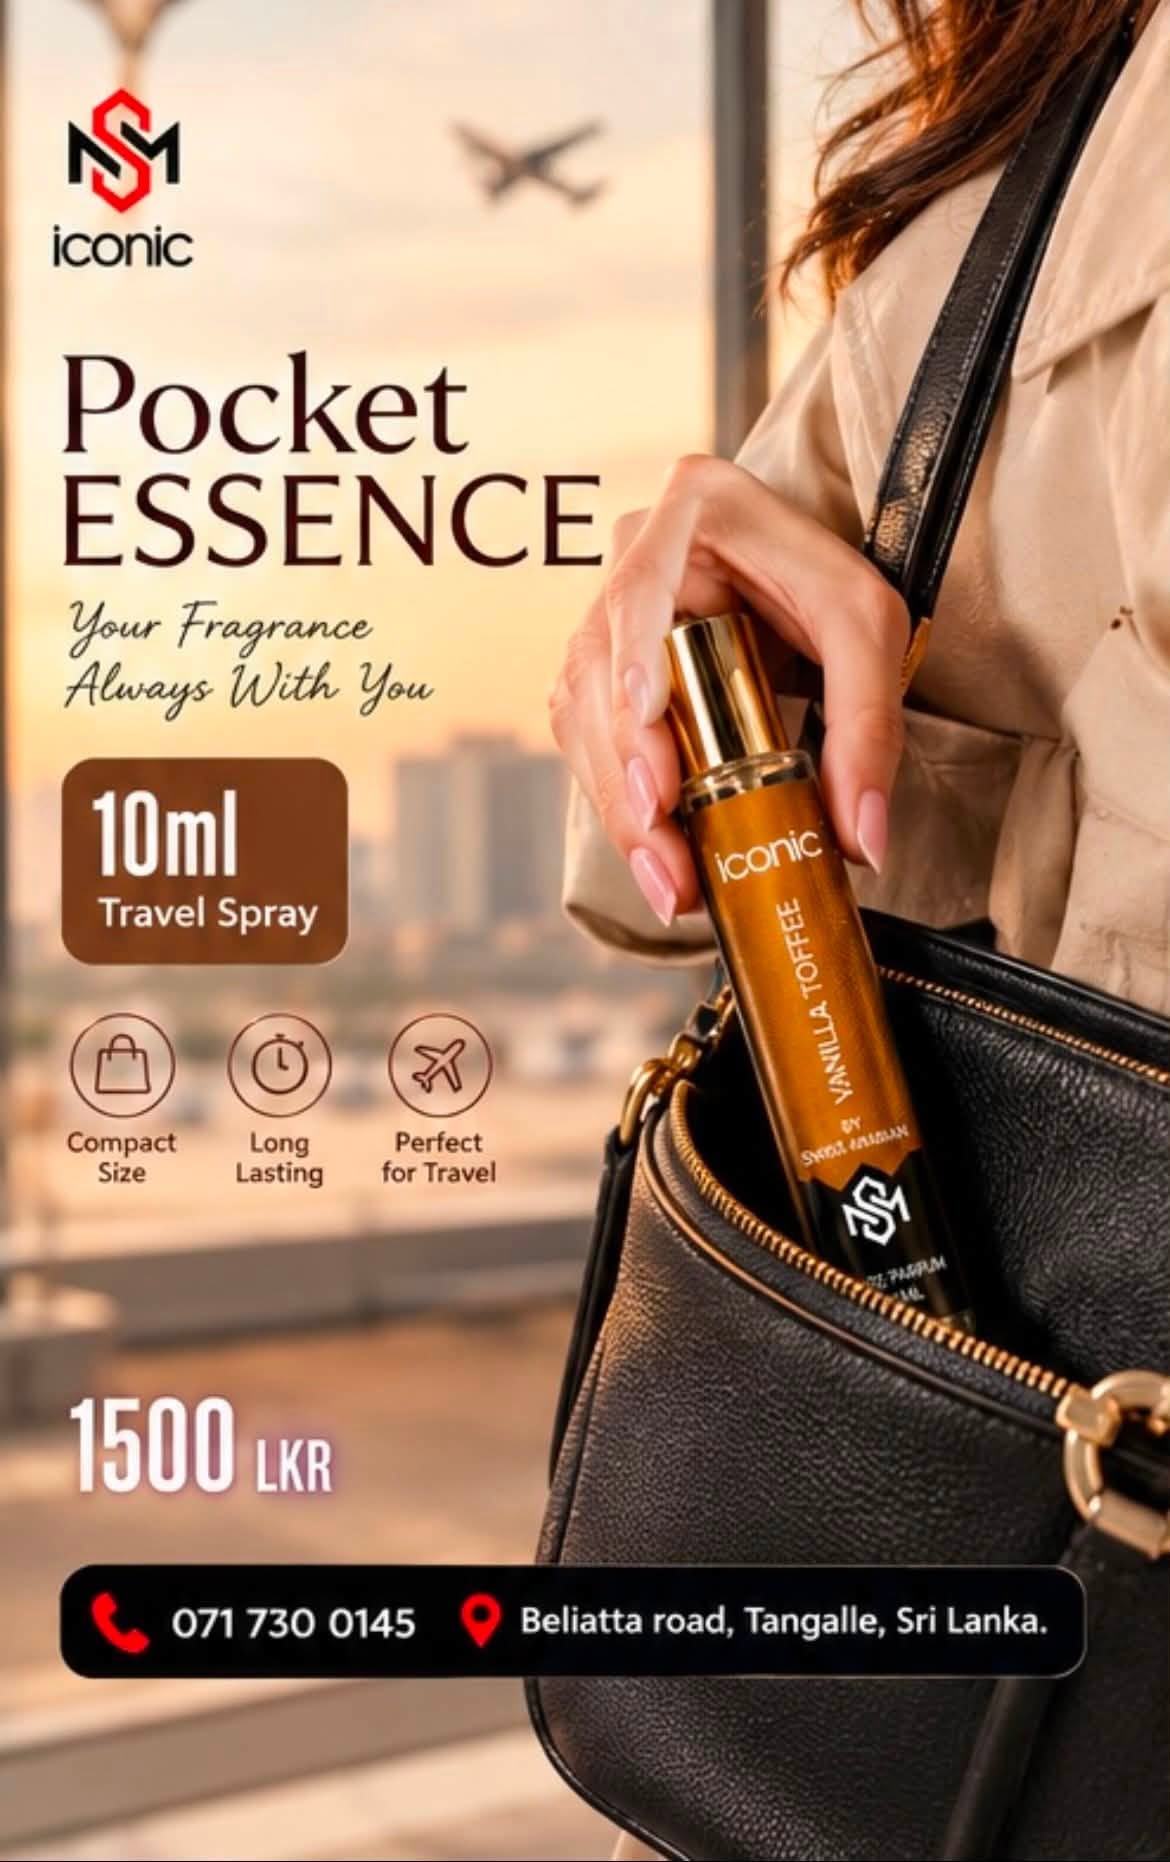 NSM
iconic
Pocket
ESSENCE
Your Fragrance
Always With You
10ml
Travel Spray
Compact
Size
Long
Lasting
Perfect
for Travel
iconic
VANILLA TOFFEE
BY
1500 LKR
071 730 0145
Beliatta road, Tangalle, Sri Lanka.